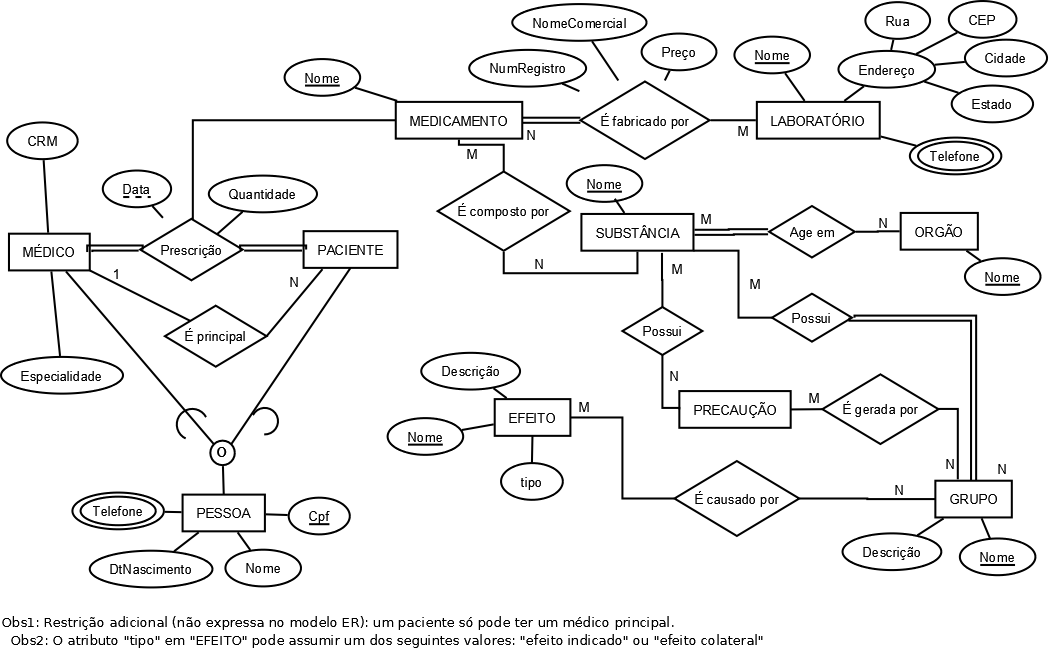 NomeComercial
Rua
CEP
Preço
Nome
Cidade
NumRegistro
Endereço
Nome
Estado
MEDICAMENTO
É fabricado por
LABORATÓRIO
N
M
CRM
M
Telefone
Data
Quantidade
Nome
É composto por
M
MÉDICO
Prescrição
PACIENTE
SUBSTÂNCIA
Age em
N
ORGÃO
N
M
1
N
M
Nome
É principal
Possui
Possui
Descrição
Especialidade
N
EFEITO
M
PRECAUÇÃO
M
É gerada por
Nome
O
N
N
tipo
É causado por
N
GRUPO
Telefone
PESSOA
Cpf
Descrição
Nome
DtNascimento
Nome
Obs1: Restrição adicional (não expressa no modelo ER): um paciente só pode ter um médico principal.
Obs2: O atributo "tipo" em "EFEITO" pode assumir um dos seguintes valores: "efeito indicado" ou "efeito colateral"